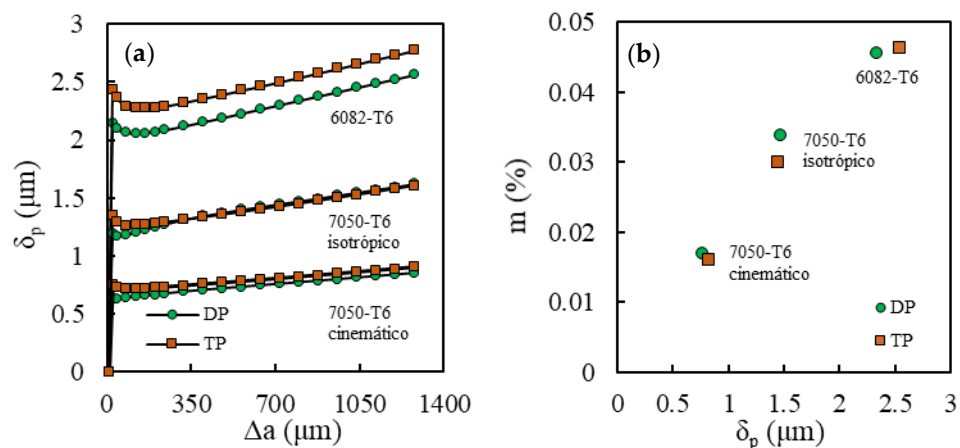 (a)
3
2.5
2
1.5
1
0.5
0
δp (μm)
6082-T6
7050-T6
isotrópico
7050-T6
cinemático
DP
TP
0
350
700
1050
1400
Δa (μm)
(b)
0.05
0.04
0.03
0.02
0.01
0
m (%)
6082-T6
7050-T6
isotrópico
7050-T6
cinemático
DP
TP
0
0.5
1
1.5
2
2.5
3
δp (μm)